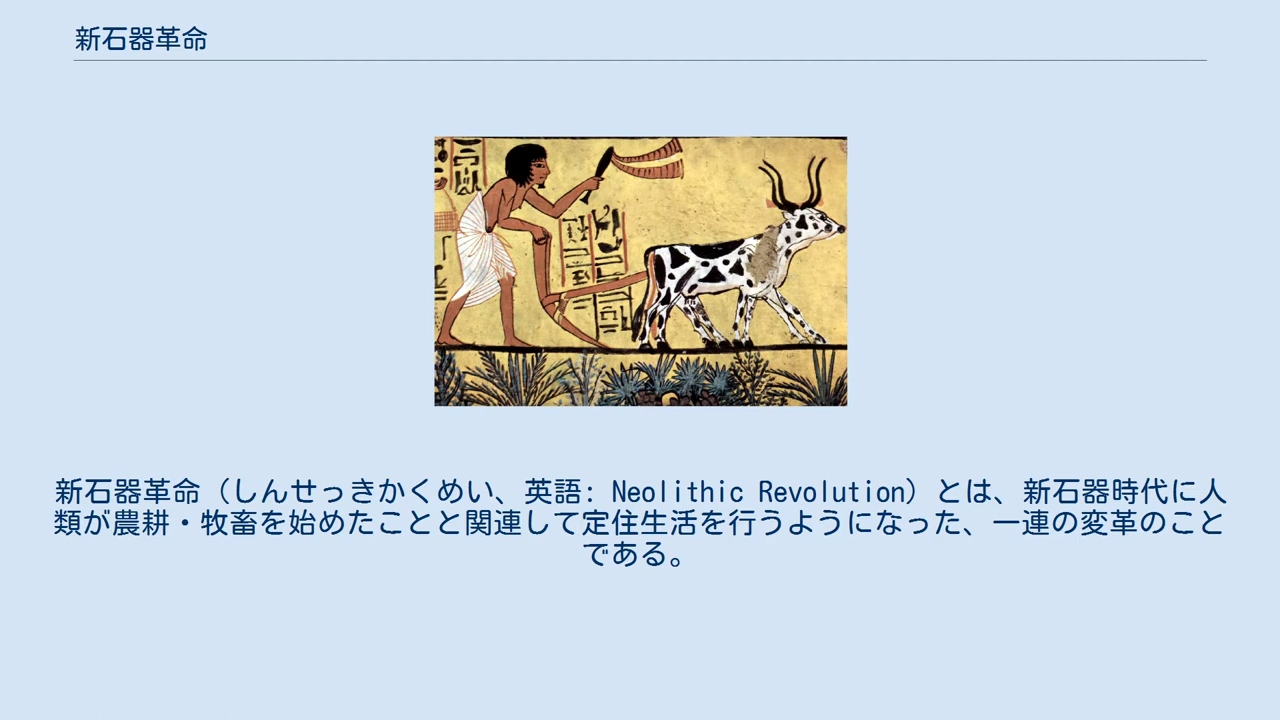 新石器革命
新石器革命（しんせっきかくめい、英語: Neolithic Revolution）とは、新石器時代に人
類が農耕・牧畜を始めたことと関連して定住生活を行うようになった、一連の変革のこと
である。